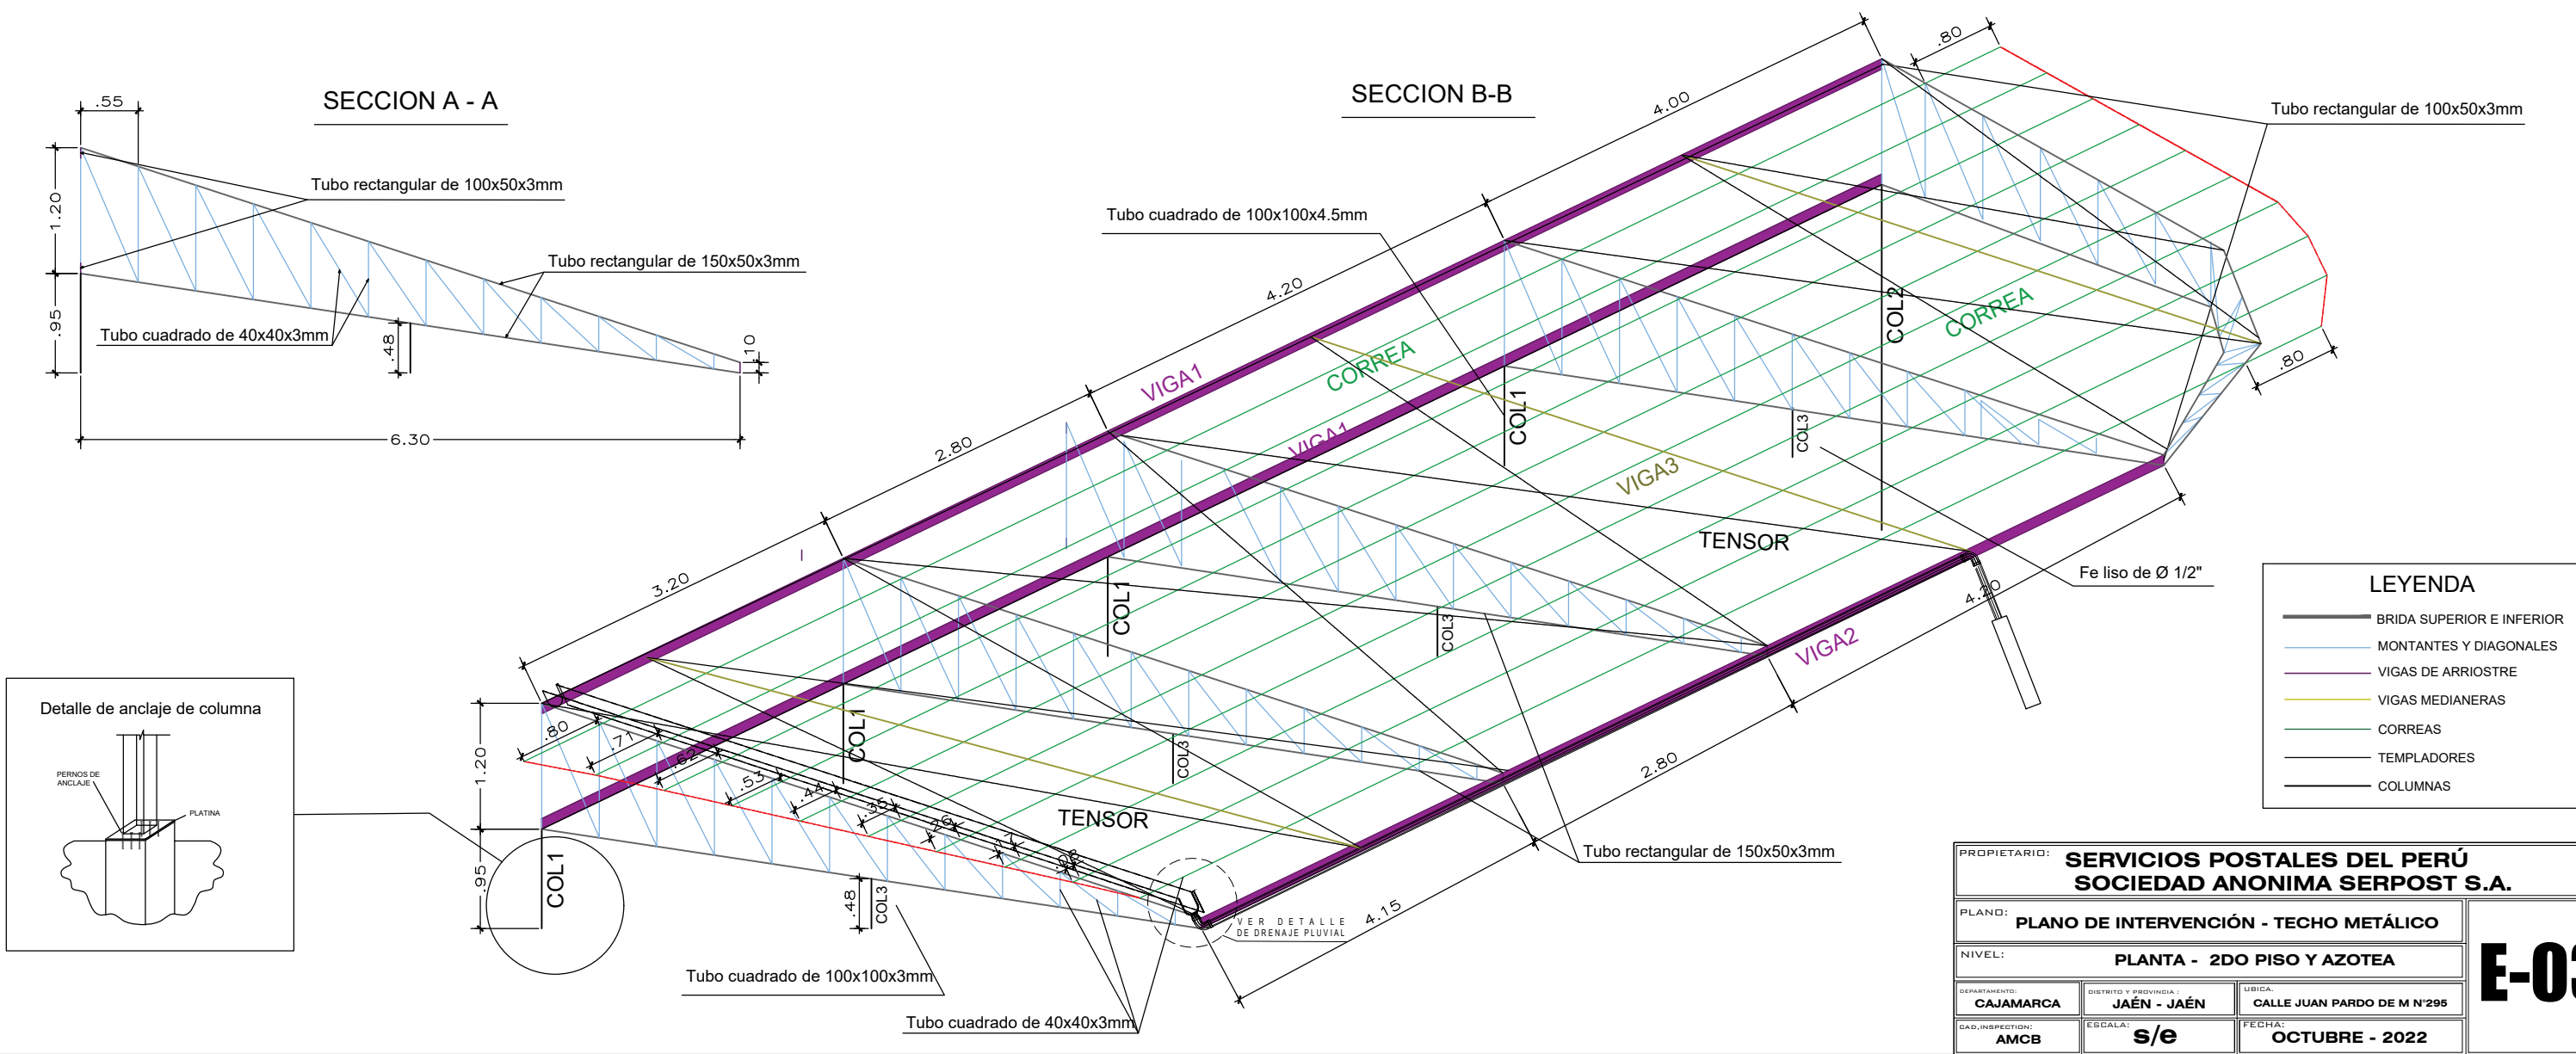 SECCION A - A
.55
1.20
.95
Tubo rectangular de 100x50x3mm
Tubo rectangular de 150x50x3mm
Tubo cuadrado de 40x40x3mm
.48
.10
6.30
SECCION B-B
Tubo cuadrado de 100x100x4.5mm
Tubo rectangular de 100x50x3mm
.80
4.00
4.20
2.80
3.20
VIGA1
CORREA
VIGA1
CORREA
COL2
COL1
COL3
VIGA3
TENSOR
.80
Fe liso de Ø 1/2"
4.20
COL1
COL3
VIGA2
COL1
COL3
2.80
TENSOR
Tubo rectangular de 150x50x3mm
4.15
.80
.71
.62
.53
.44
.35
.26
.17
.08
1.20
.95
COL1
.48
COL3
VER DETALLE
DE DRENAJE PLUVIAL
Tubo cuadrado de 100x100x3mm
Tubo cuadrado de 40x40x3mm
Detalle de anclaje de columna
PERNOS DE
ANCLAJE
PLATINA
LEYENDA
BRIDA SUPERIOR E INFERIOR
MONTANTES Y DIAGONALES
VIGAS DE ARRIOSTRE
VIGAS MEDIANERAS
CORREAS
TEMPLADORES
COLUMNAS
PROPIETARIO: SERVICIOS POSTALES DEL PERÚ
SOCIEDAD ANONIMA SERPOST S.A.
PLANO: PLANO DE INTERVENCIÓN - TECHO METÁLICO
NIVEL: PLANTA - 2DO PISO Y AZOTEA
DEPARTAMENTO: CAJAMARCA
DISTRITO Y PROVINCIA : JAÉN - JAÉN
UBICA. CALLE JUAN PARDO DE M N°295
CAD,INSPECTION: AMCB
ESCALA: s/e
FECHA: OCTUBRE - 2022
E-03